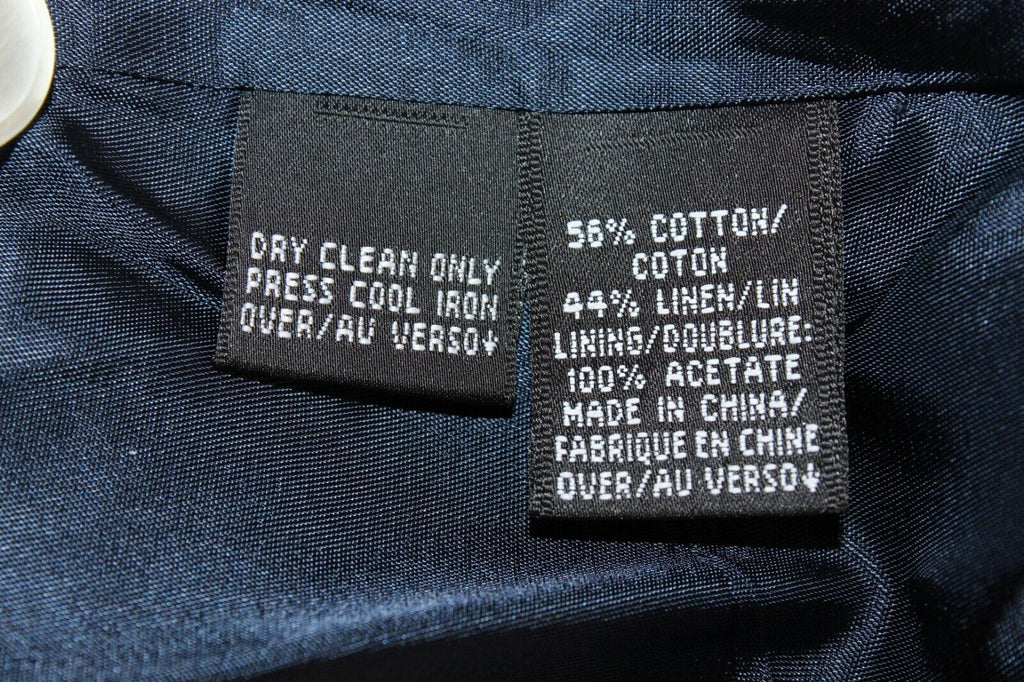 DRY CLEAN ONLY
PRESS COOL IRON
OVER/AU VERSO↓
56% COTTON/
COTON
44% LINEN/LIN
LINING/DOUBLURE:
100% ACETATE
MADE IN CHINA/
FABRIQUE EN CHINE
OVER/AU VERSO↓